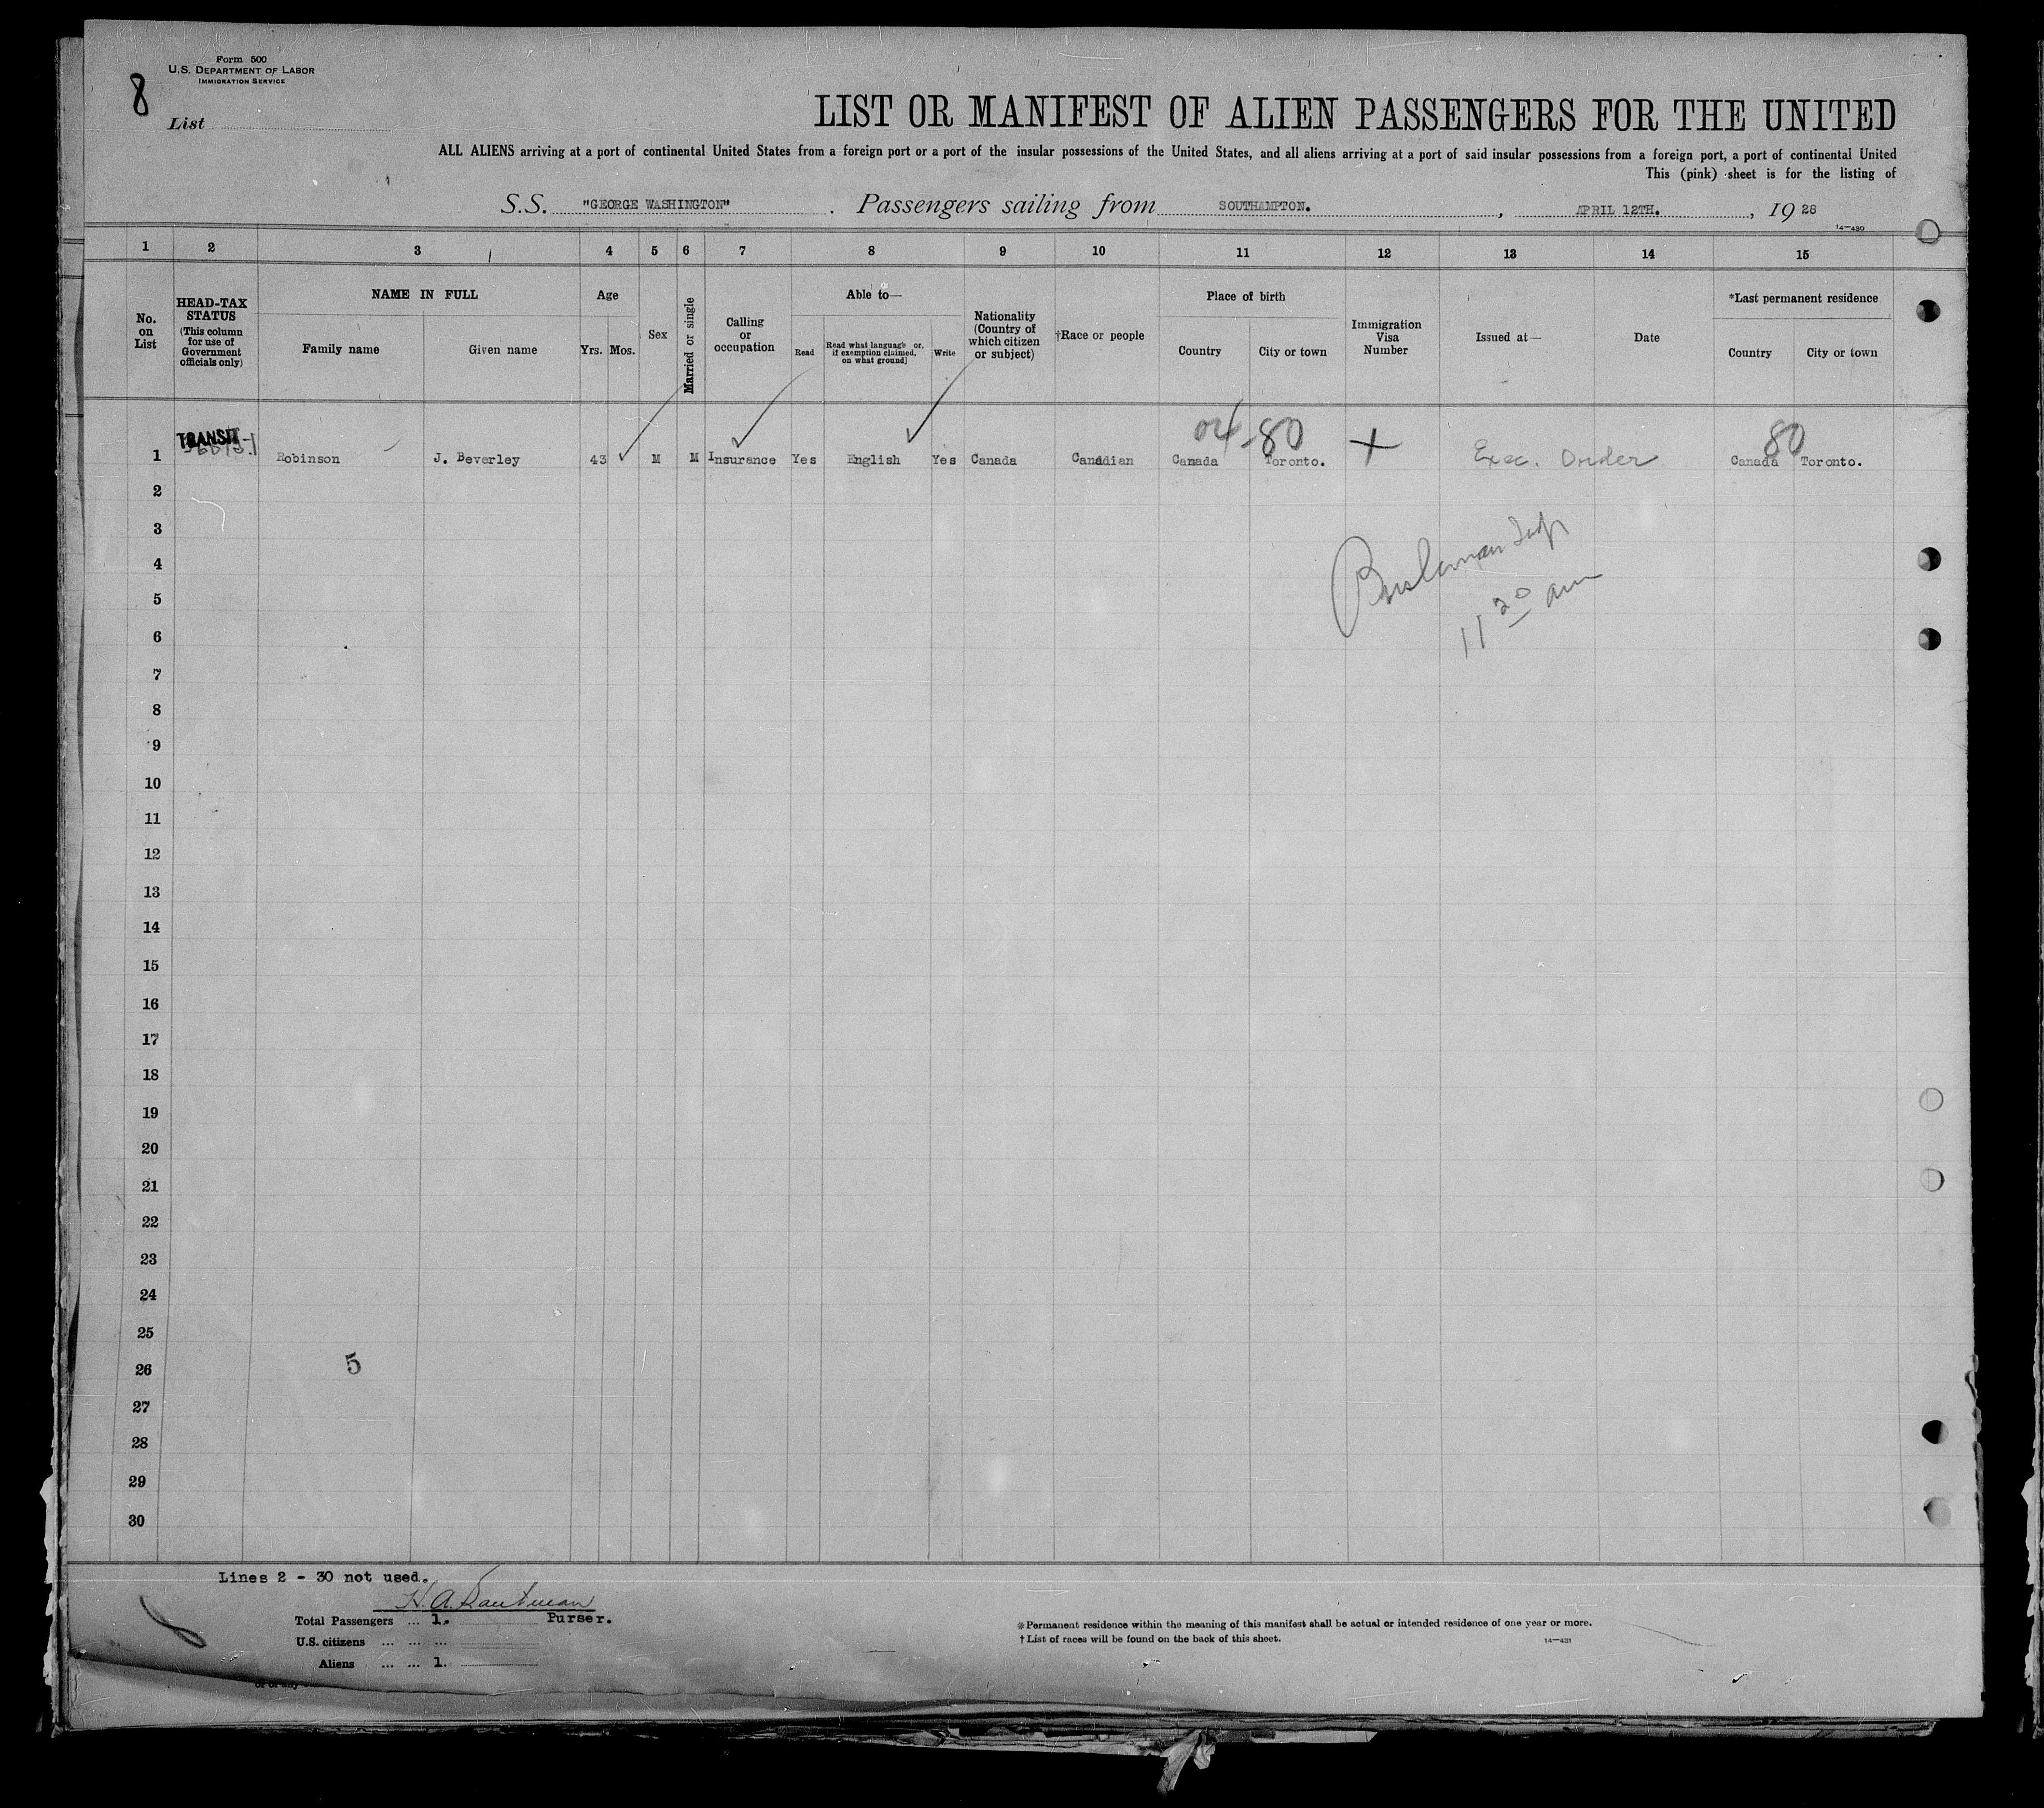 Form 500
U.S. DEPARTMENT OF LABOR
IMMIGRATION SERVICE
8
List
LIST OR MANIFEST OF ALIEN PASSENGERS FOR THE UNITED
ALL ALIENS arriving at a port of continental United States from a foreign port or a port of the insular possessions of the United States, and all aliens arriving at a port of said insular possessions from a foreign port, a port of continental United
This (pink) sheet is for the listing of
S.S. "GEORGE WASHINGTON". Passengers sailing from SOUTHAMPTON. , APRIL 12TH. , 19 28
14—430
1 2 3 4 5 6 7 8 9 10 11 12 13 14 15
No. on List
HEAD-TAX STATUS (This column for use of Government officials only)
NAME IN FULL
Family name
Given name
Age
Yrs. Mos.
Sex
Married or single
Calling or occupation
Able to—
Read
Read what language or, if exemption claimed, on what ground]
Write
Nationality (Country of which citizen or subject)
†Race or people
Place of birth
Country
City or town
Immigration Visa Number
Issued at—
Date
*Last permanent residence
Country
City or town
04-80 80
TRANSIT
1 Robinson J. Beverley 43 M M Insurance Yes English Yes Canada Canadian Canada Toronto. Exec. Order Canada Toronto.
2
3
4
5
6
7
8
9
10
11
12
13
14
15
16
17
18
19
20
21
22
23
24
25
26
27
28
29
30
11 20 am
5
Lines 2 - 30 not used.
H. A.
Total Passengers ... 1. Purser.
U.S. citizens ... ... ...
Aliens ... ... 1.
* Permanent residence within the meaning of this manifest shall be actual or intended residence of one year or more.
† List of races will be found on the back of this sheet.
14—431